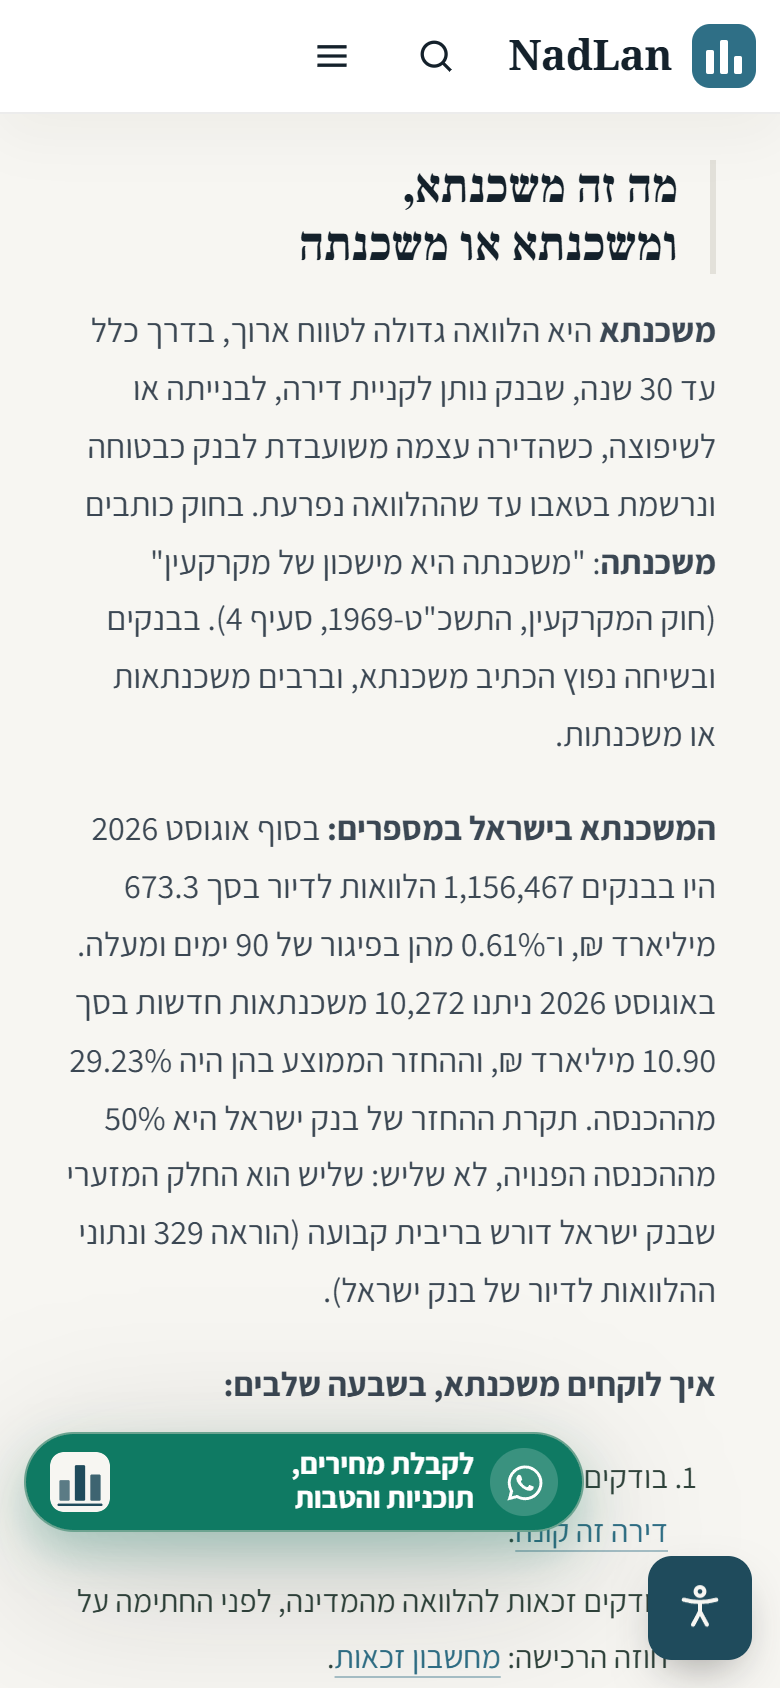 NadLan
מה זה משכנתא,
ומשכנתא או משכנתה
משכנתא היא הלוואה גדולה לטווח ארוך, בדרך כלל
עד 30 שנה, שבנק נותן לקניית דירה, לבנייתה או
לשיפוצה, כשהדירה עצמה משועבדת לבנק כבטוחה
ונרשמת בטאבו עד שההלוואה נפרעת. בחוק כותבים
משכנתה: "משכנתה היא מישכון של מקרקעין"
(חוק המקרקעין, התשכ"ט-1969, סעיף 4). בבנקים
ובשיחה נפוץ הכתיב משכנתא, וברבים משכנתאות
או משכנתות.
המשכנתא בישראל במספרים: בסוף אוגוסט 2026
היו בבנקים 1,156,467 הלוואות לדיור בסך 673.3
מיליארד ₪, ו־0.61% מהן בפיגור של 90 ימים ומעלה.
באוגוסט 2026 ניתנו 10,272 משכנתאות חדשות בסך
10.90 מיליארד ₪, וההחזר הממוצע בהן היה 29.23%
מההכנסה. תקרת ההחזר של בנק ישראל היא 50%
מההכנסה הפנויה, לא שליש: שליש הוא החלק המזערי
שבנק ישראל דורש בריבית קבועה (הוראה 329 ונתוני
ההלוואות לדיור של בנק ישראל).
איך לוקחים משכנתא, בשבעה שלבים:
1. בודקים
דירה זה קונה.
לקבלת מחירים,
תוכניות והטבות
זכאות להלוואה מהמדינה, לפני החתימה על
הרכישה: מחשבון זכאות.